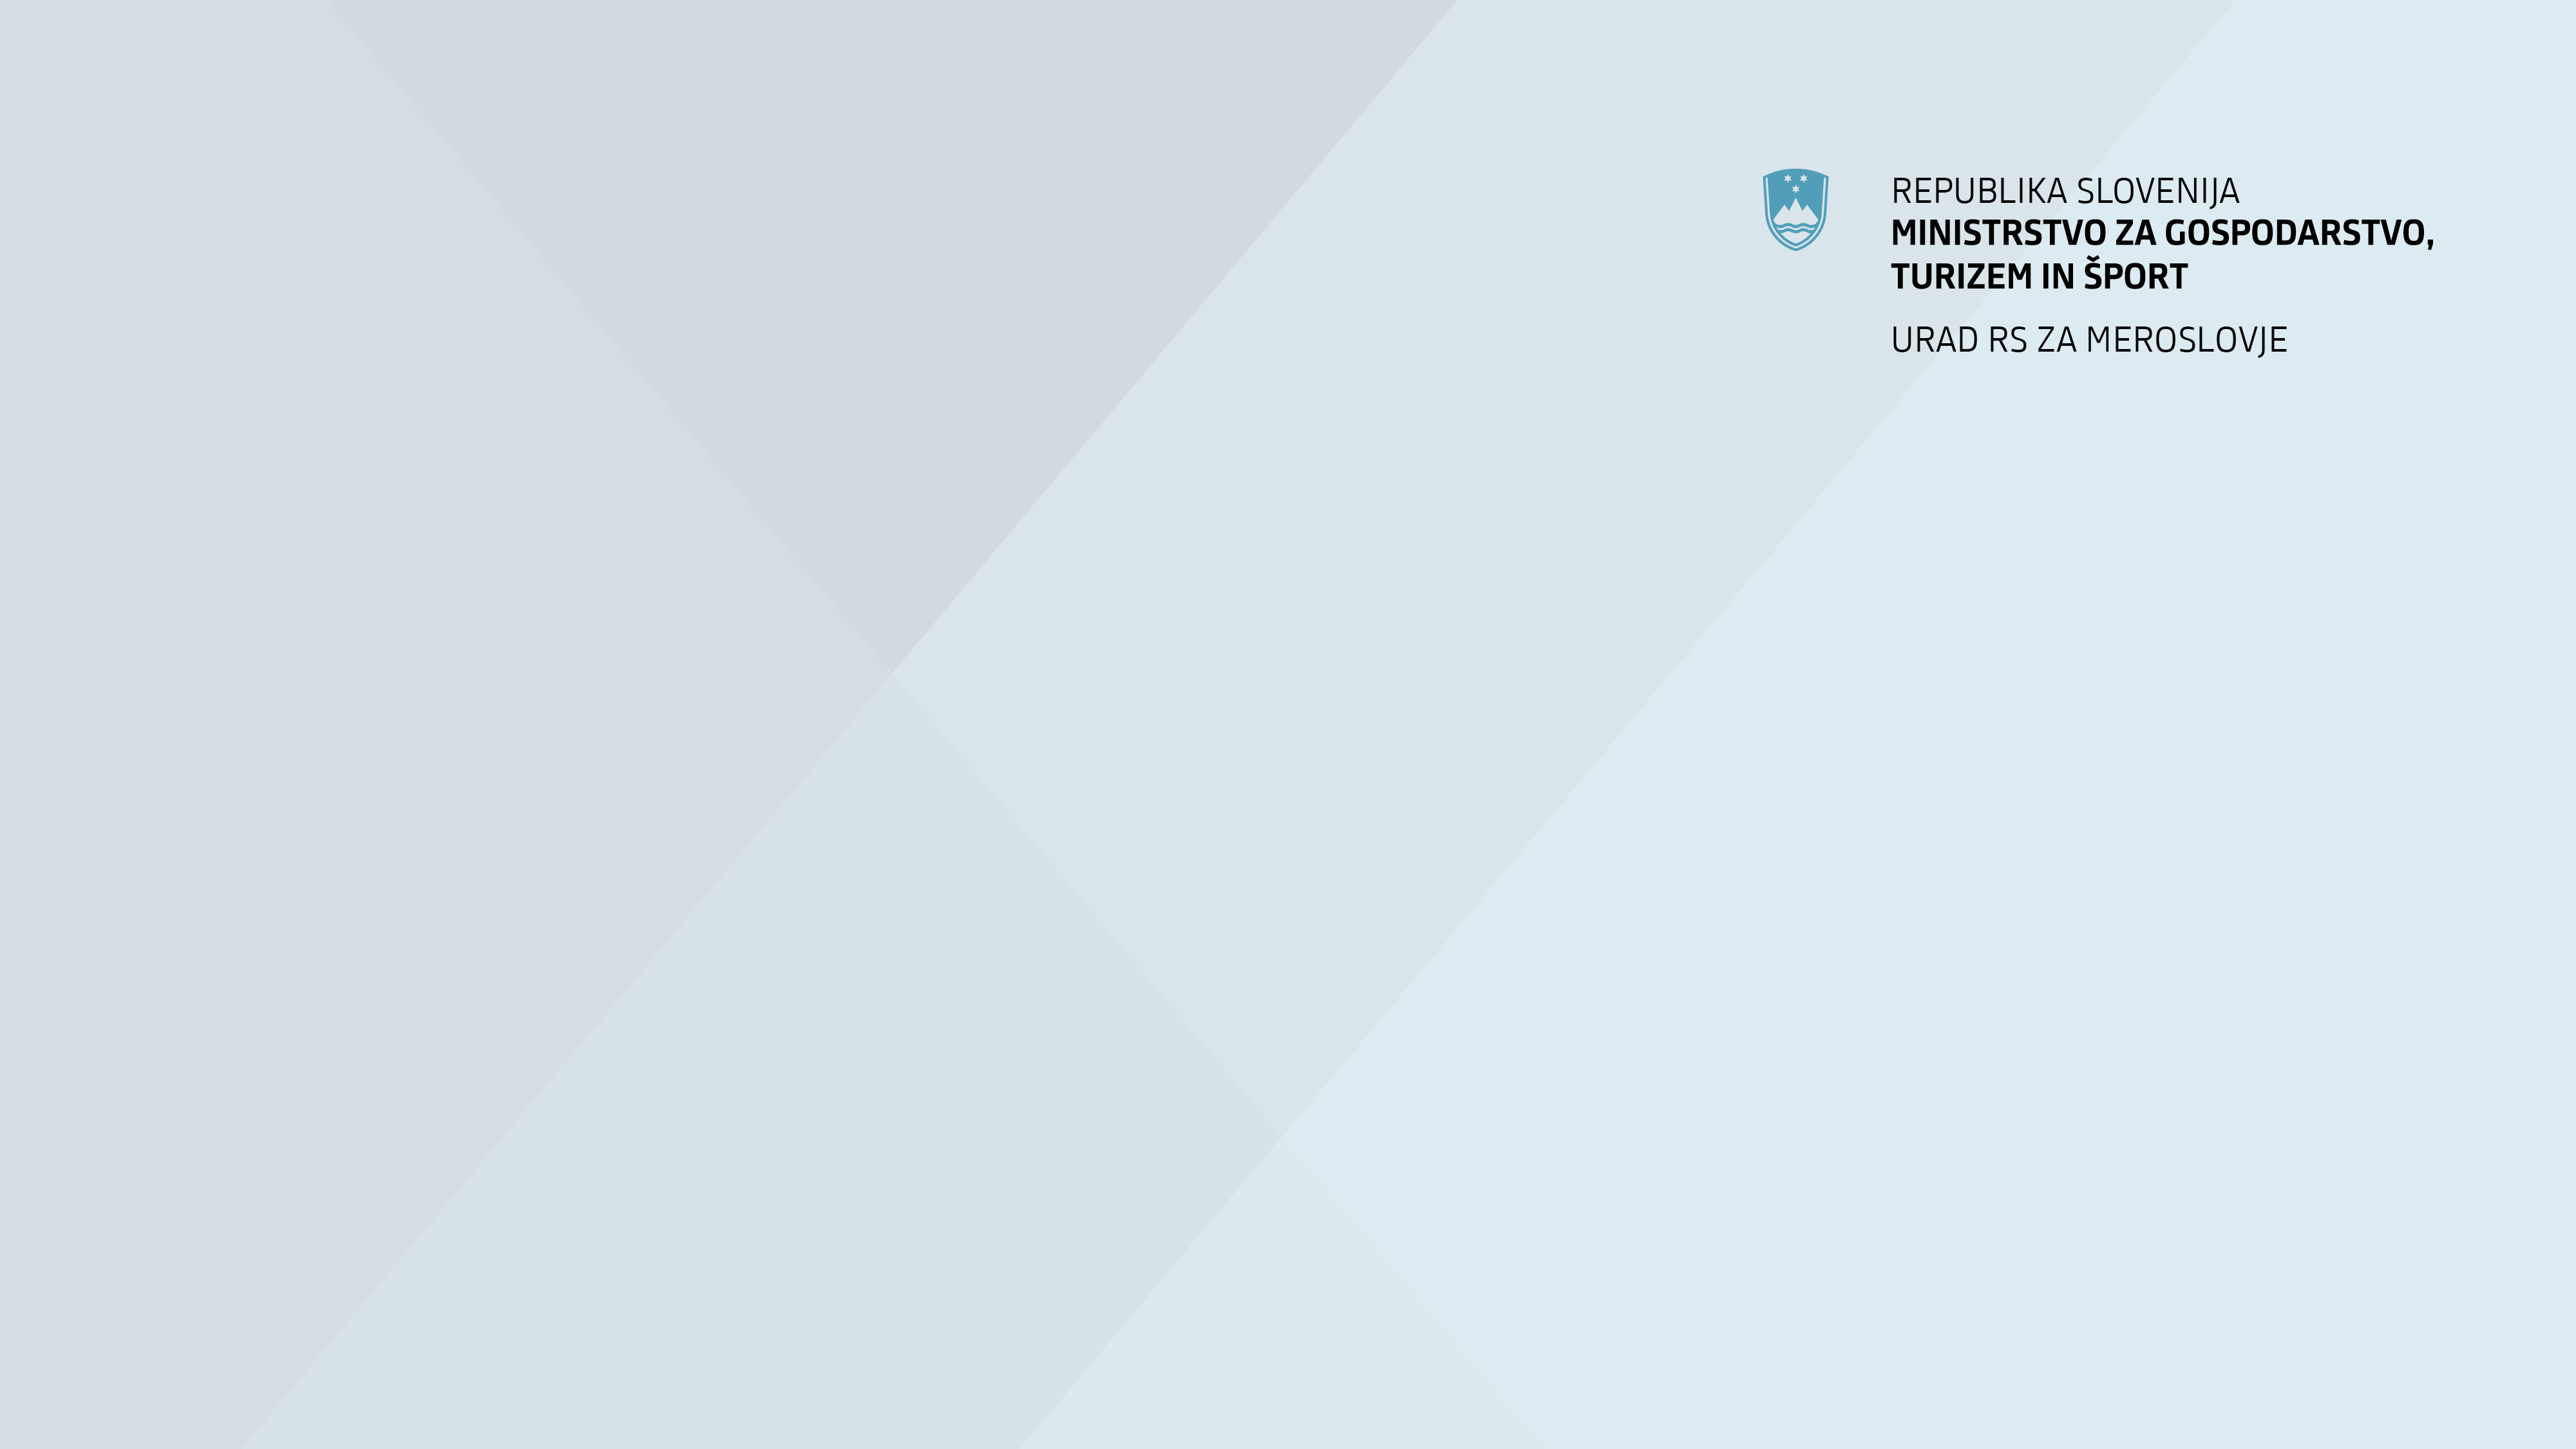 REPUBLIKA SLOVENIJA
MINISTRSTVO ZA GOSPODARSTVO,
TURIZEM IN ŠPORT
URAD RS ZA MEROSLOVJE